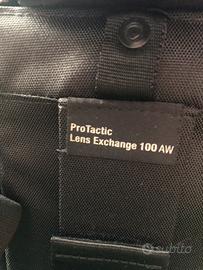 ProTactic
Lens Exchange 100 AW
subito